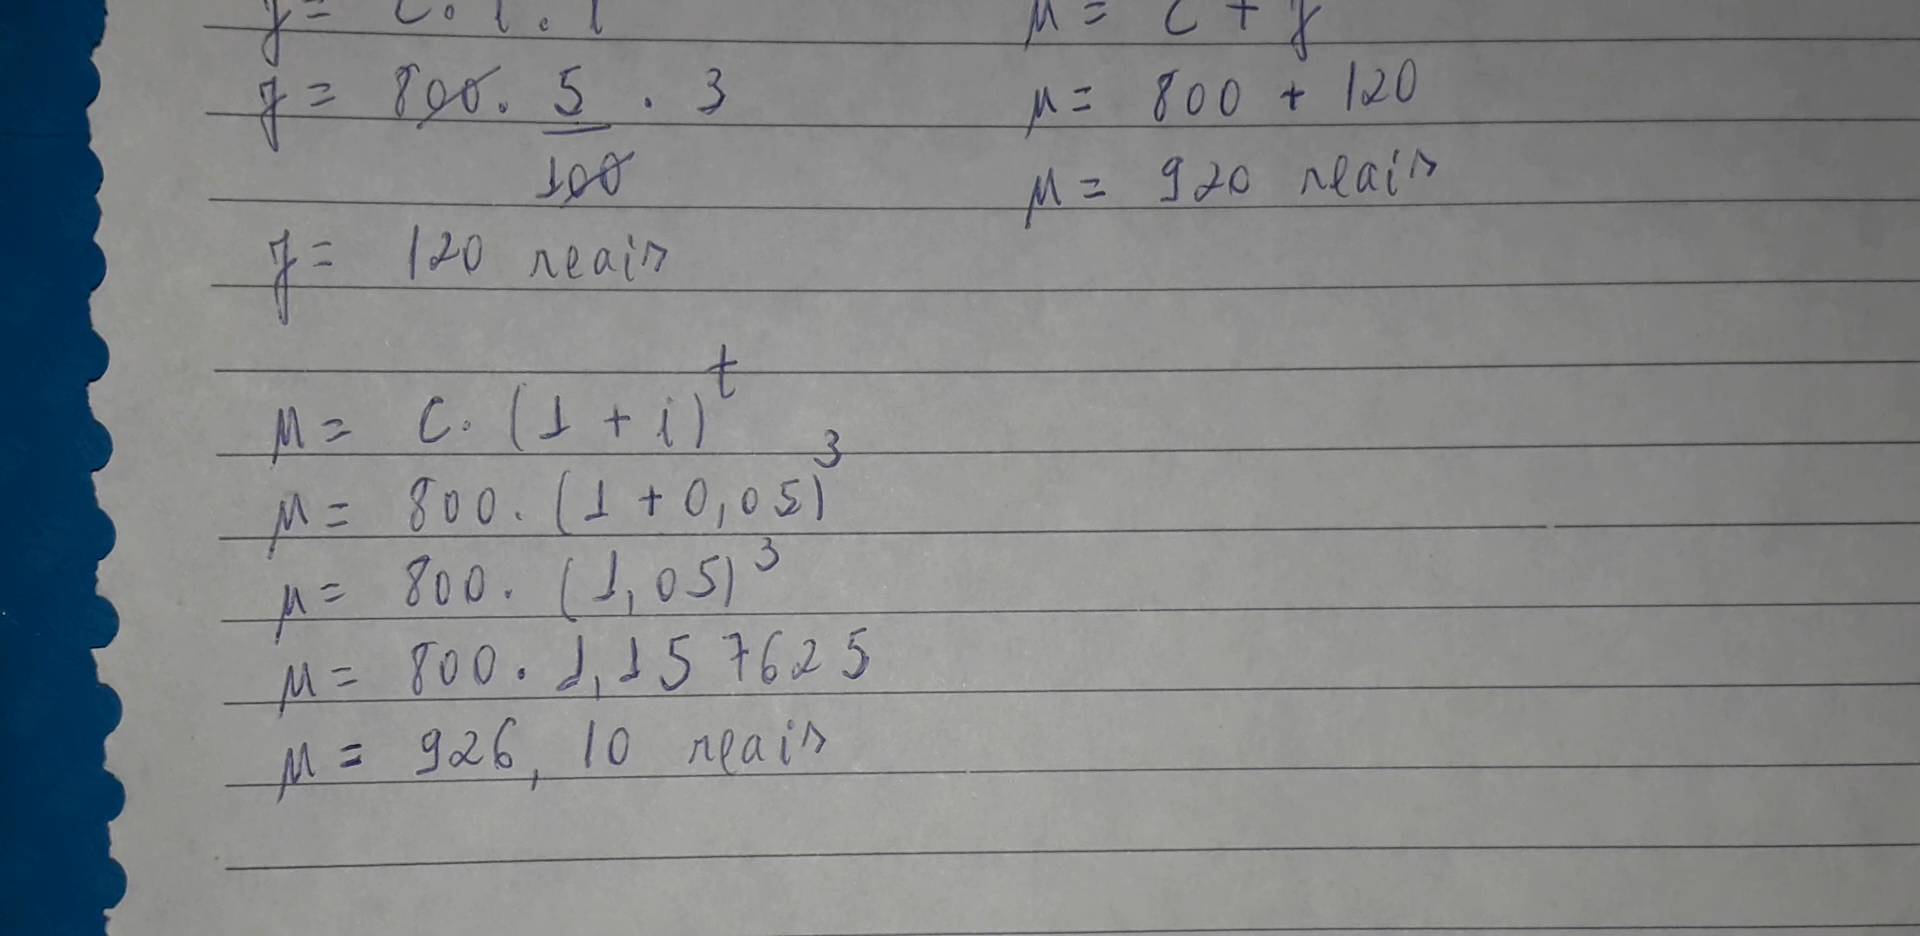 J = C . i . t
J = 800 . 5 . 3
100
J = 120 reais
M = C + J
M = 800 + 120
M = 920 reais
M = C . (1 + i)^t
M = 800 . (1 + 0,05)^3
M = 800 . (1,05)^3
M = 800 . 1,157625
M = 926,10 reais